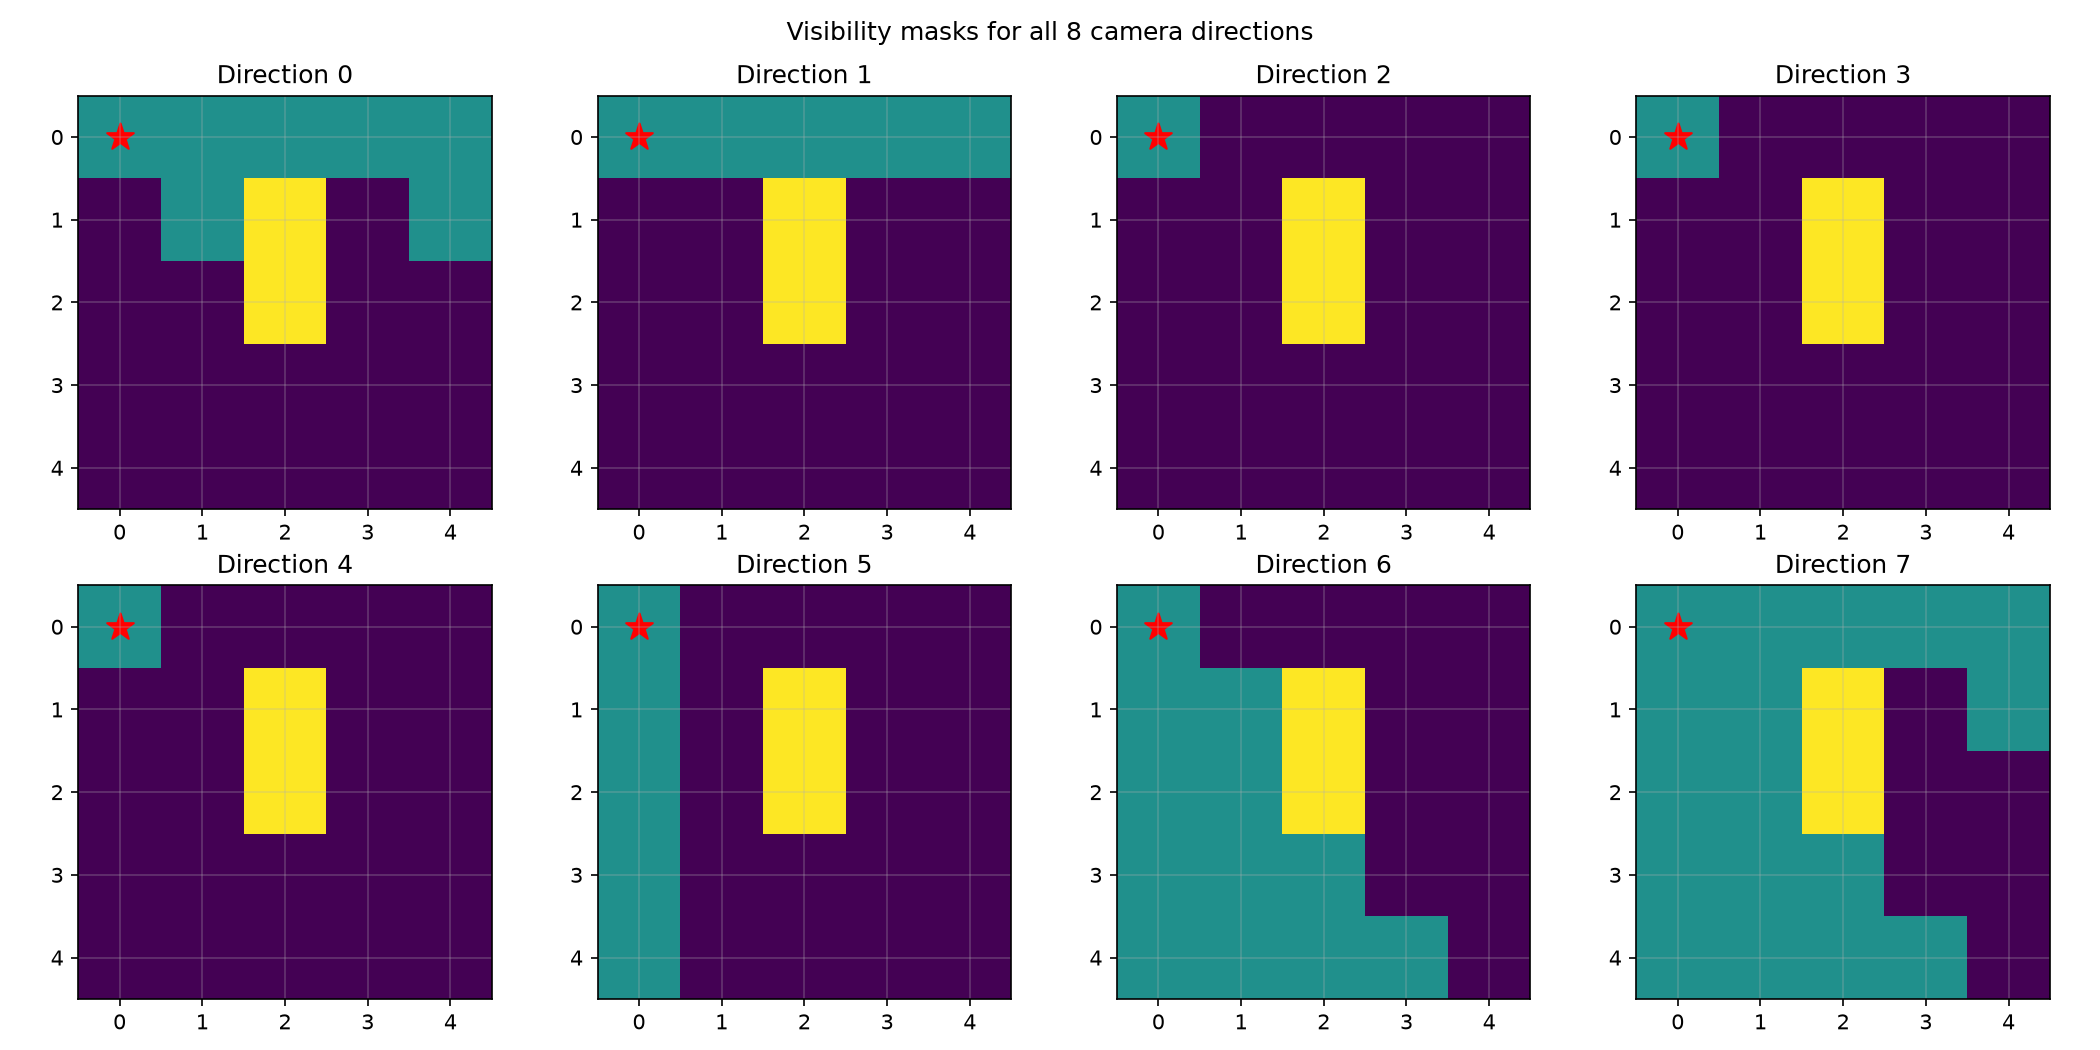 Visibility masks for all 8 camera directions
Direction 0
Direction 1
Direction 2
Direction 3
0
1
2
3
4
0 1 2 3 4
0
1
2
3
4
0 1 2 3 4
0
1
2
3
4
0 1 2 3 4
0
1
2
3
4
0 1 2 3 4
Direction 4
Direction 5
Direction 6
Direction 7
0
1
2
3
4
0 1 2 3 4
0
1
2
3
4
0 1 2 3 4
0
1
2
3
4
0 1 2 3 4
0
1
2
3
4
0 1 2 3 4